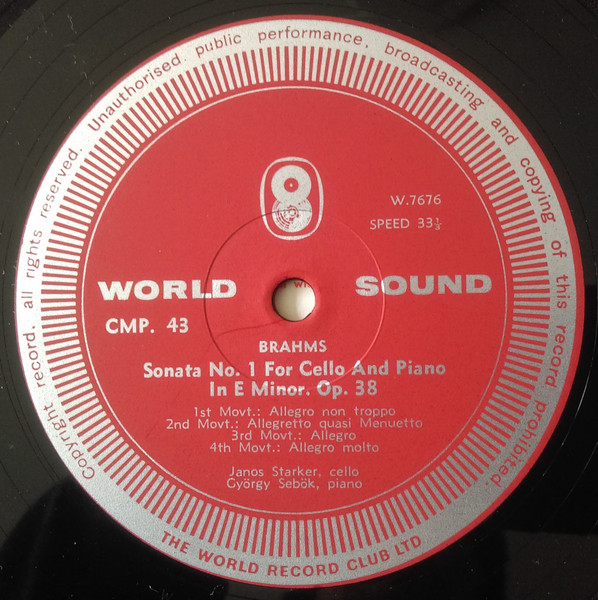 Copyright record. all rights reserved. Unauthorised public performance, broadcasting and copying of this record prohibited.
W.7676
SPEED 33⅓
WORLD SOUND
CMP. 43
BRAHMS
Sonata No. 1 For Cello And Piano
In E Minor. Op. 38
1st Movt.: Allegro non troppo
2nd Movt.: Allegretto quasi Menuetto
3rd Movt.: Allegro
4th Movt.: Allegro molto
Janos Starker, cello
György Sebök, piano
THE WORLD RECORD CLUB LTD